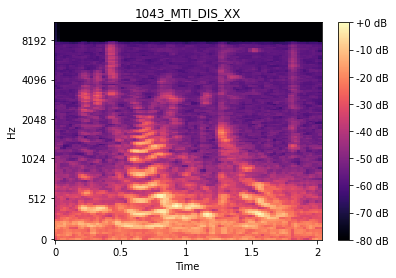 1043_MTI_DIS_XX
+0 dB
8192
-10 dB
4096
-20 dB
-30 dB
Hz
2048
-40 dB
1024
-50 dB
512
-60 dB
-70 dB
0
-80 dB
0 0.5 1 1.5 2
Time